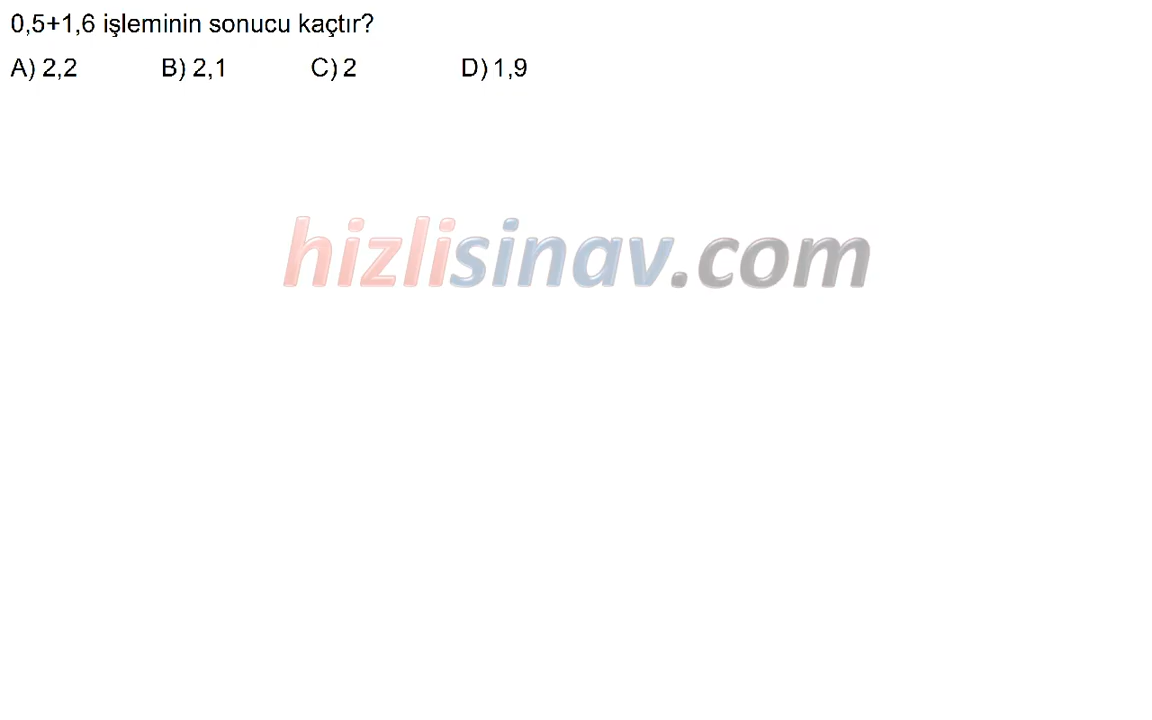 0,5+1,6 işleminin sonucu kaçtır?
A) 2,2 B) 2,1 C) 2 D) 1,9
hizlisinav.com